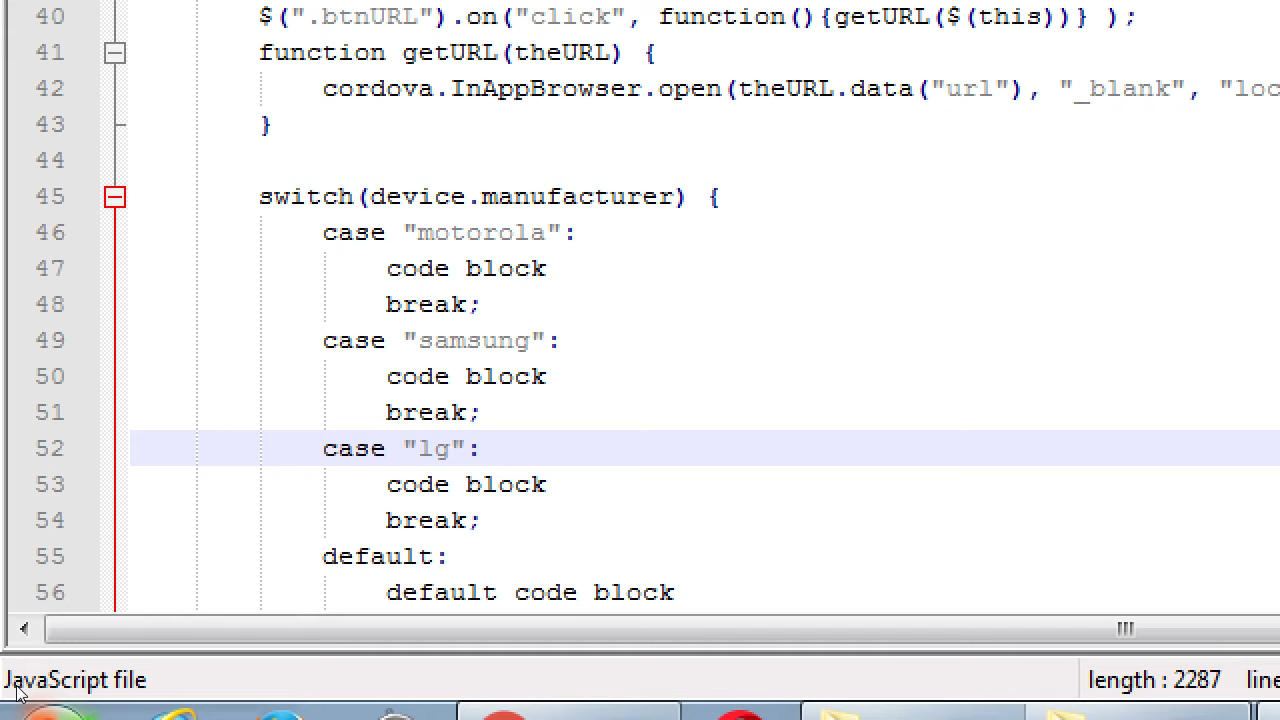 40 $(".btnURL").on("click", function(){getURL($(this))} );
41 function getURL(theURL) {
42 cordova.InAppBrowser.open(theURL.data("url"), "_blank", "loc
43 }
44
45 switch(device.manufacturer) {
46 case "motorola":
47 code block
48 break;
49 case "samsung":
50 code block
51 break;
52 case "lg":
53 code block
54 break;
55 default:
56 default code block
JavaScript file length : 2287 line